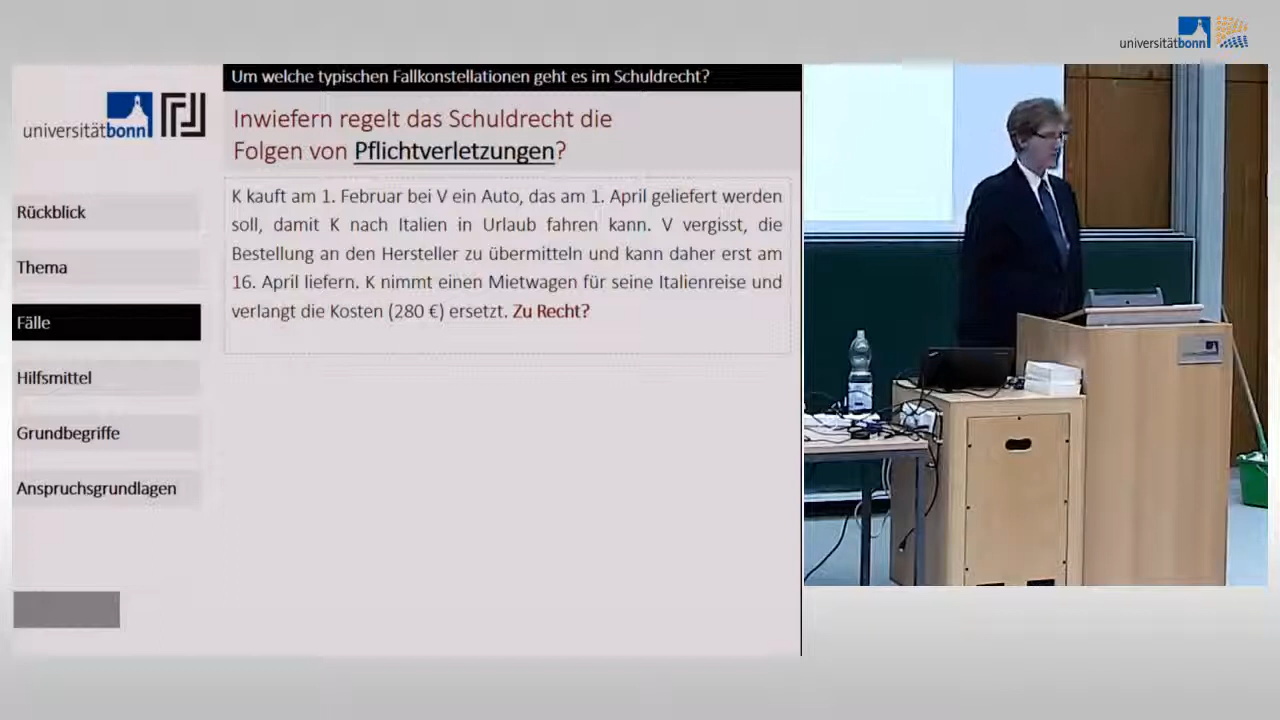 universitätbonn
Um welche typischen Fallkonstellationen geht es im Schuldrecht?
universitätbonn
Inwiefern regelt das Schuldrecht die
Folgen von Pflichtverletzungen?
K kauft am 1. Februar bei V ein Auto, das am 1. April geliefert werden
soll, damit K nach Italien in Urlaub fahren kann. V vergisst, die
Bestellung an den Hersteller zu übermitteln und kann daher erst am
16. April liefern. K nimmt einen Mietwagen für seine Italienreise und
verlangt die Kosten (280 €) ersetzt. Zu Recht?
Rückblick
Thema
Fälle
Hilfsmittel
Grundbegriffe
Anspruchsgrundlagen